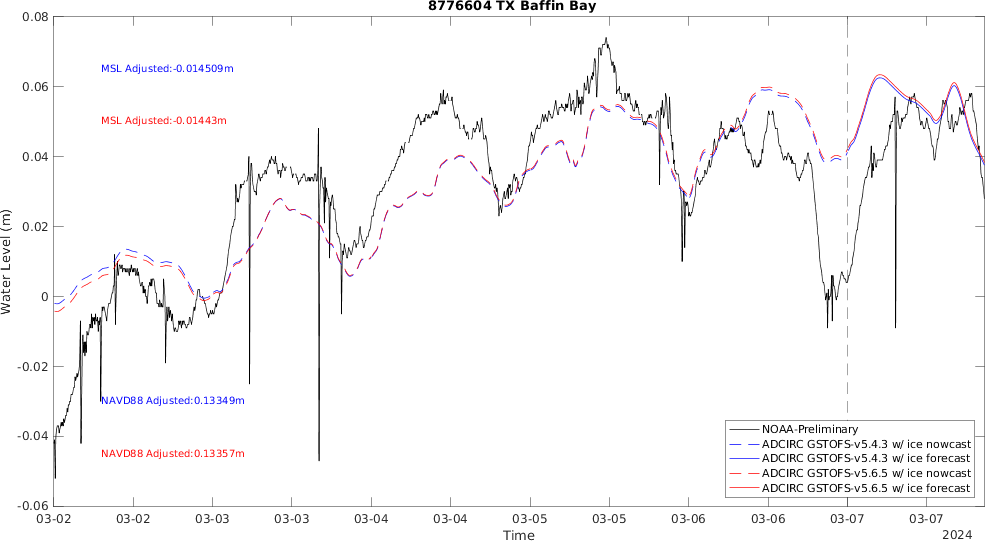 8776604 TX Baffin Bay
0.08
0.06
0.04
0.02
0
-0.02
-0.04
-0.06
Water Level (m)
MSL Adjusted:-0.014509m
MSL Adjusted:-0.01443m
NAVD88 Adjusted:0.13349m
NAVD88 Adjusted:0.13357m
NOAA-Preliminary
ADCIRC GSTOFS-v5.4.3 w/ ice nowcast
ADCIRC GSTOFS-v5.4.3 w/ ice forecast
ADCIRC GSTOFS-v5.6.5 w/ ice nowcast
ADCIRC GSTOFS-v5.6.5 w/ ice forecast
03-02 03-02 03-03 03-03 03-04 03-04 03-05 03-05 03-06 03-06 03-07 03-07
Time
2024